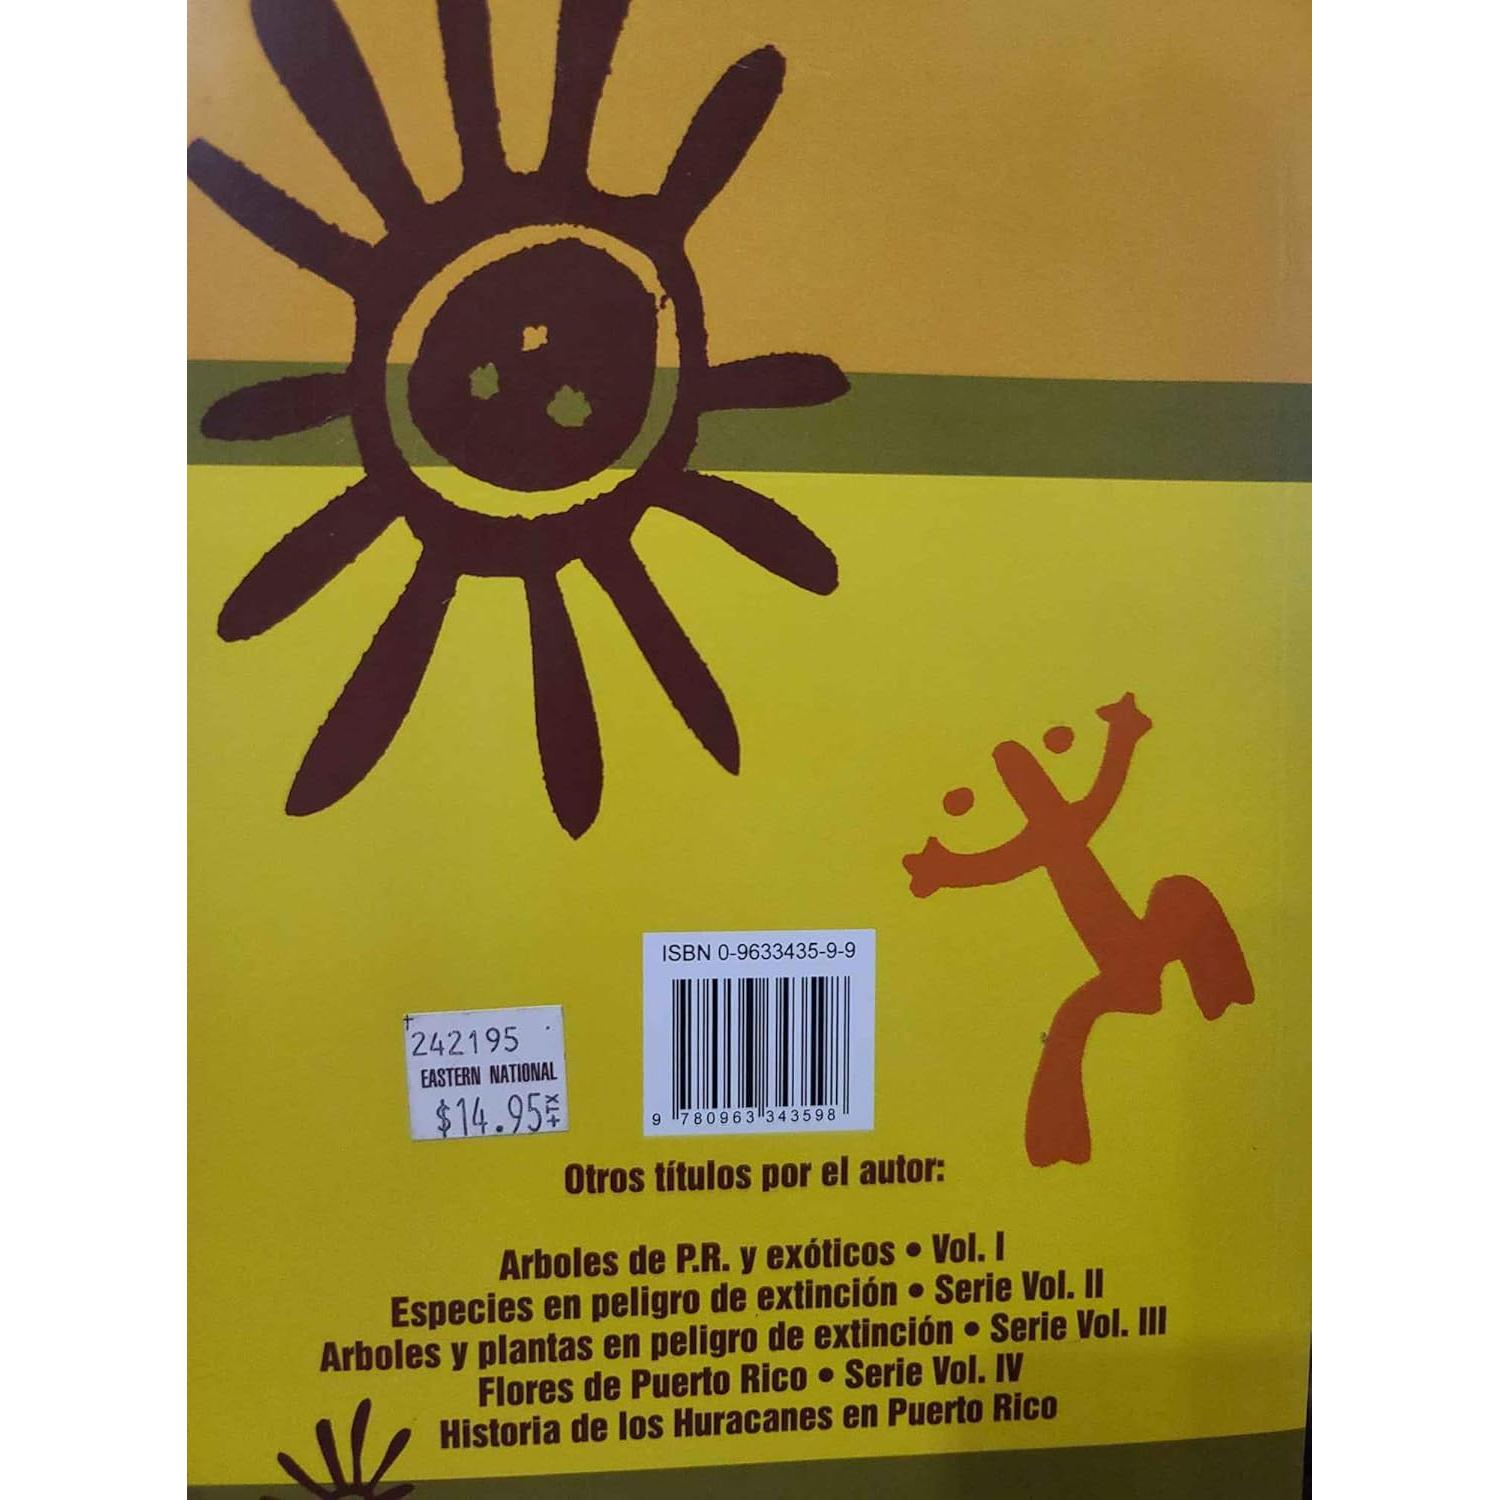 ISBN 0-9633435-9-9
9 780963 343598
242195
EASTERN NATIONAL
$14.95+TX
Otros títulos por el autor:
Arboles de P.R. y exóticos • Vol. I
Especies en peligro de extinción • Serie Vol. II
Arboles y plantas en peligro de extinción • Serie Vol. III
Flores de Puerto Rico • Serie Vol. IV
Historia de los Huracanes en Puerto Rico